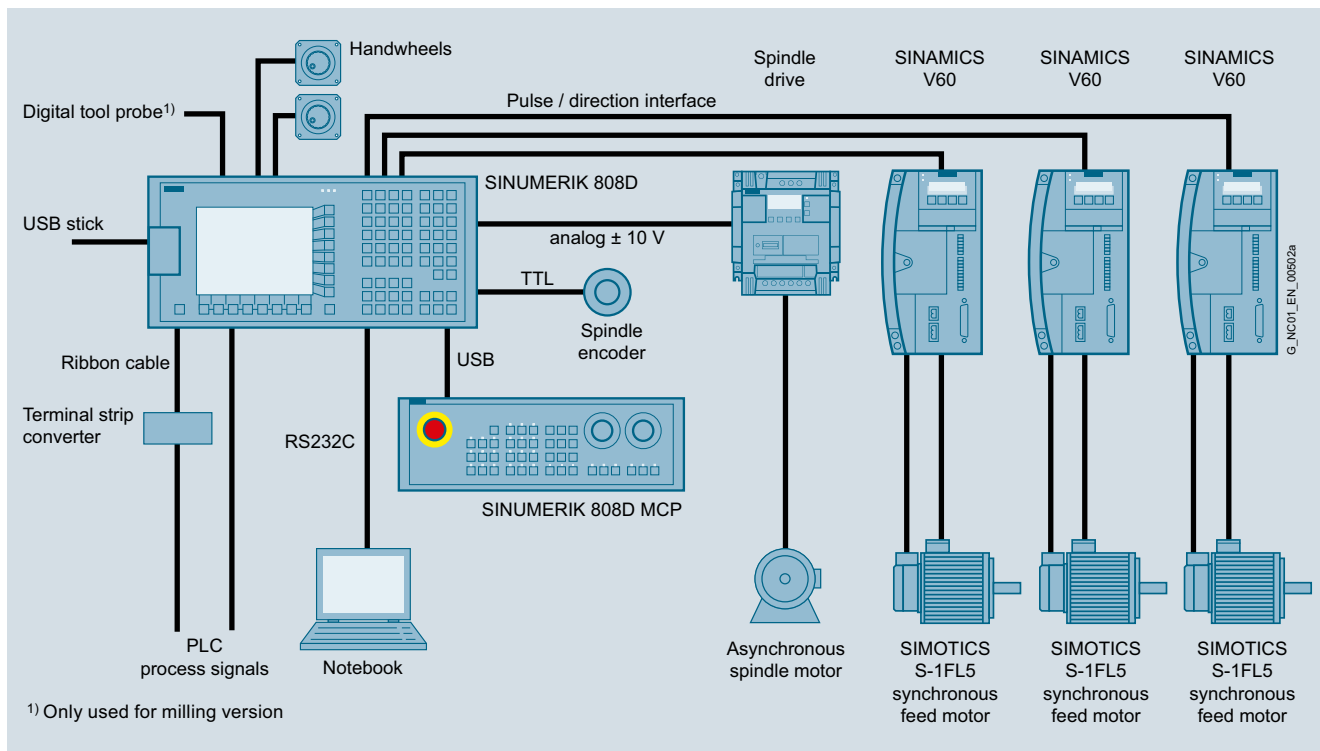 Handwheels
Spindle
drive
SINAMICS
V60
SINAMICS
V60
SINAMICS
V60
Digital tool probe1)
Pulse / direction interface
SINUMERIK 808D
USB stick
analog ± 10 V
TTL
Spindle
encoder
Ribbon cable
USB
Terminal strip
converter
RS232C
SINUMERIK 808D MCP
G_NC01_EN_00502a
PLC
process signals
Notebook
Asynchronous
spindle motor
SIMOTICS
S-1FL5
synchronous
feed motor
SIMOTICS
S-1FL5
synchronous
feed motor
SIMOTICS
S-1FL5
synchronous
feed motor
1) Only used for milling version